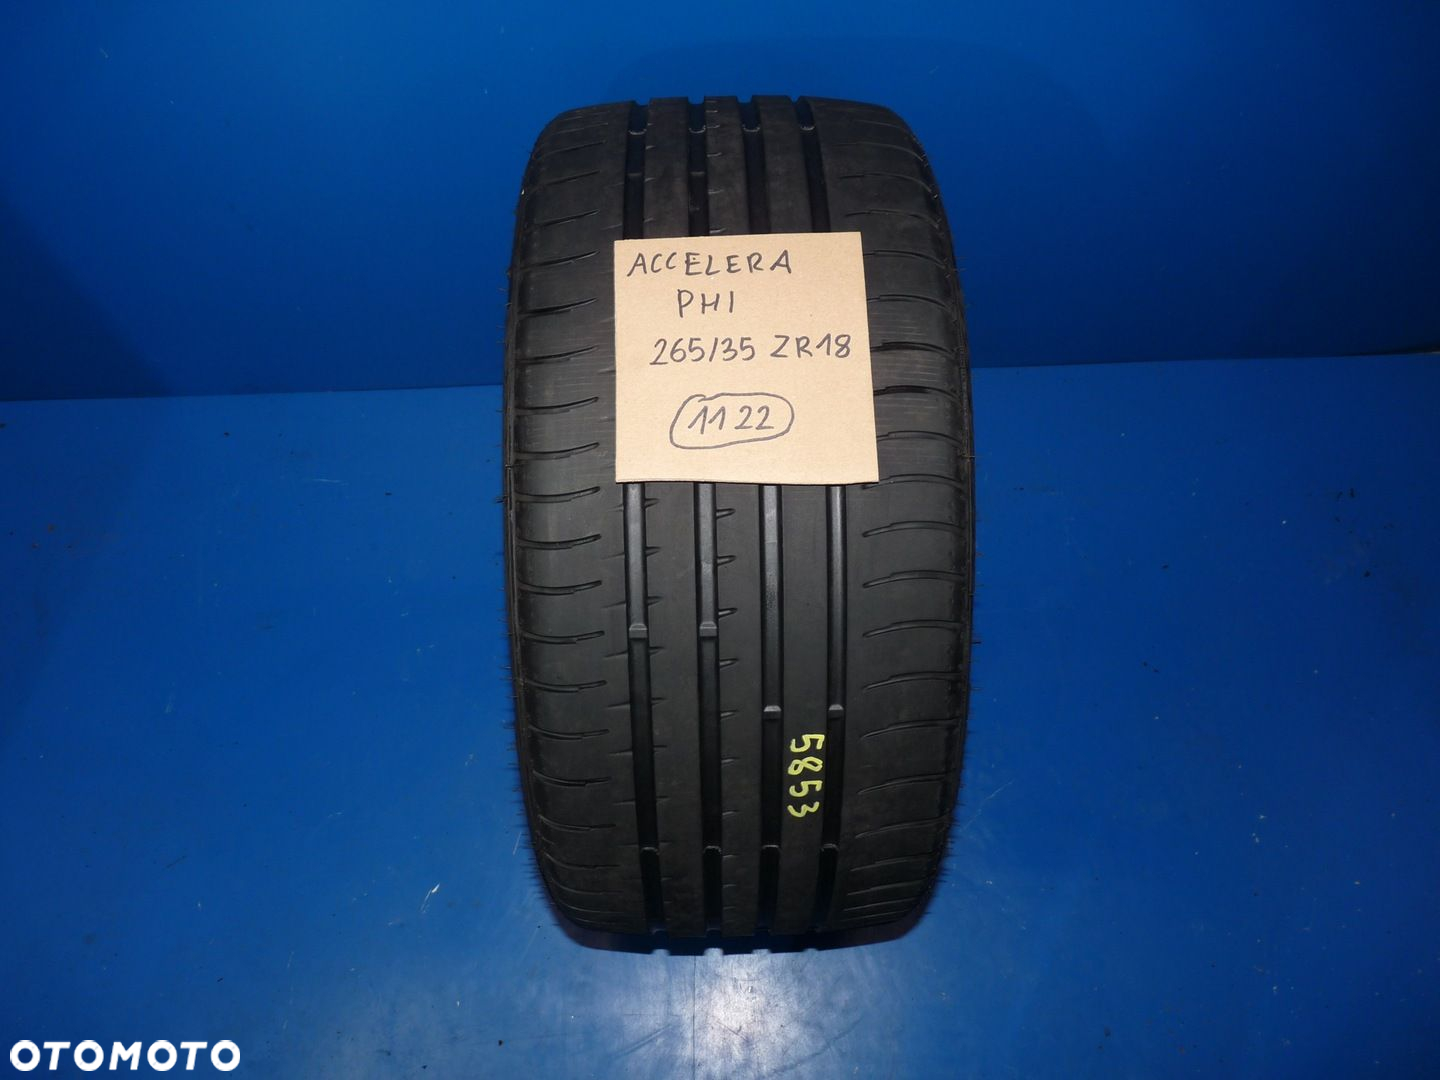 ACCELERA
PHI
265/35 ZR18
1122
5853
OTOMOTO